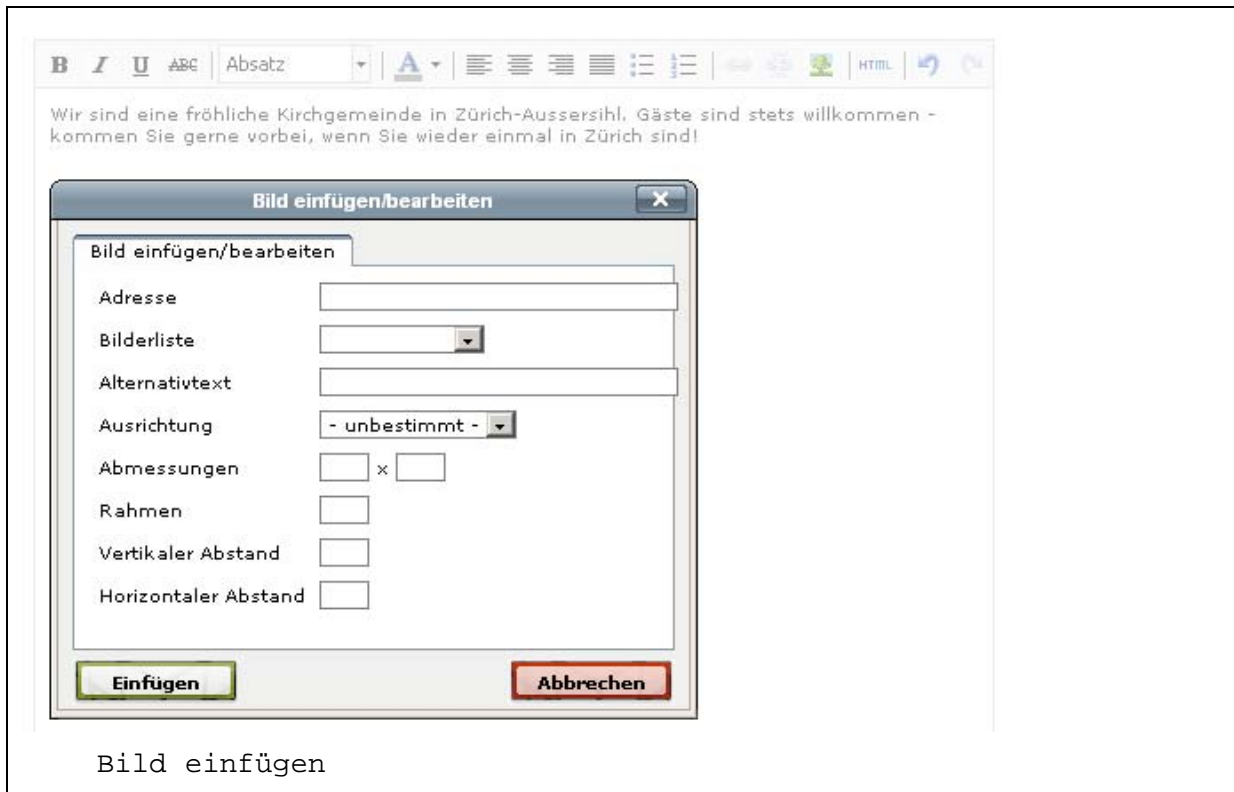 B I U ABC Absatz A HTML
Wir sind eine fröhliche Kirchgemeinde in Zürich-Aussersihl. Gäste sind stets willkommen -
kommen Sie gerne vorbei, wenn Sie wieder einmal in Zürich sind!
Bild einfügen/bearbeiten
Bild einfügen/bearbeiten
Adresse
Bilderliste
Alternativtext
Ausrichtung - unbestimmt -
Abmessungen x
Rahmen
Vertikaler Abstand
Horizontaler Abstand
Einfügen Abbrechen
Bild einfügen